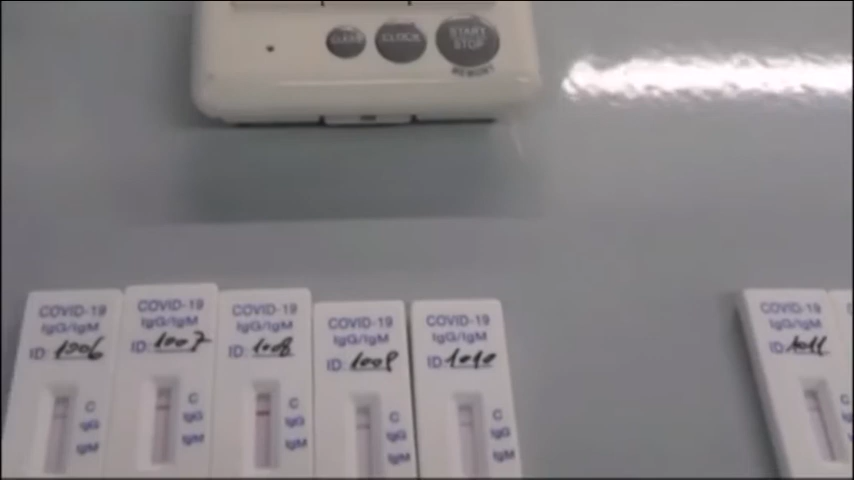 CLEAR
CLOCK
START
STOP
MEMORY
COVID-19
IgG/IgM
ID: 1006
C
IgG
IgM
COVID-19
IgG/IgM
ID: 1007
C
IgG
IgM
COVID-19
IgG/IgM
ID: 1008
C
IgG
IgM
COVID-19
IgG/IgM
ID: 1009
C
IgG
IgM
COVID-19
IgG/IgM
ID: 1010
C
IgG
IgM
COVID-19
IgG/IgM
ID: 1011
C